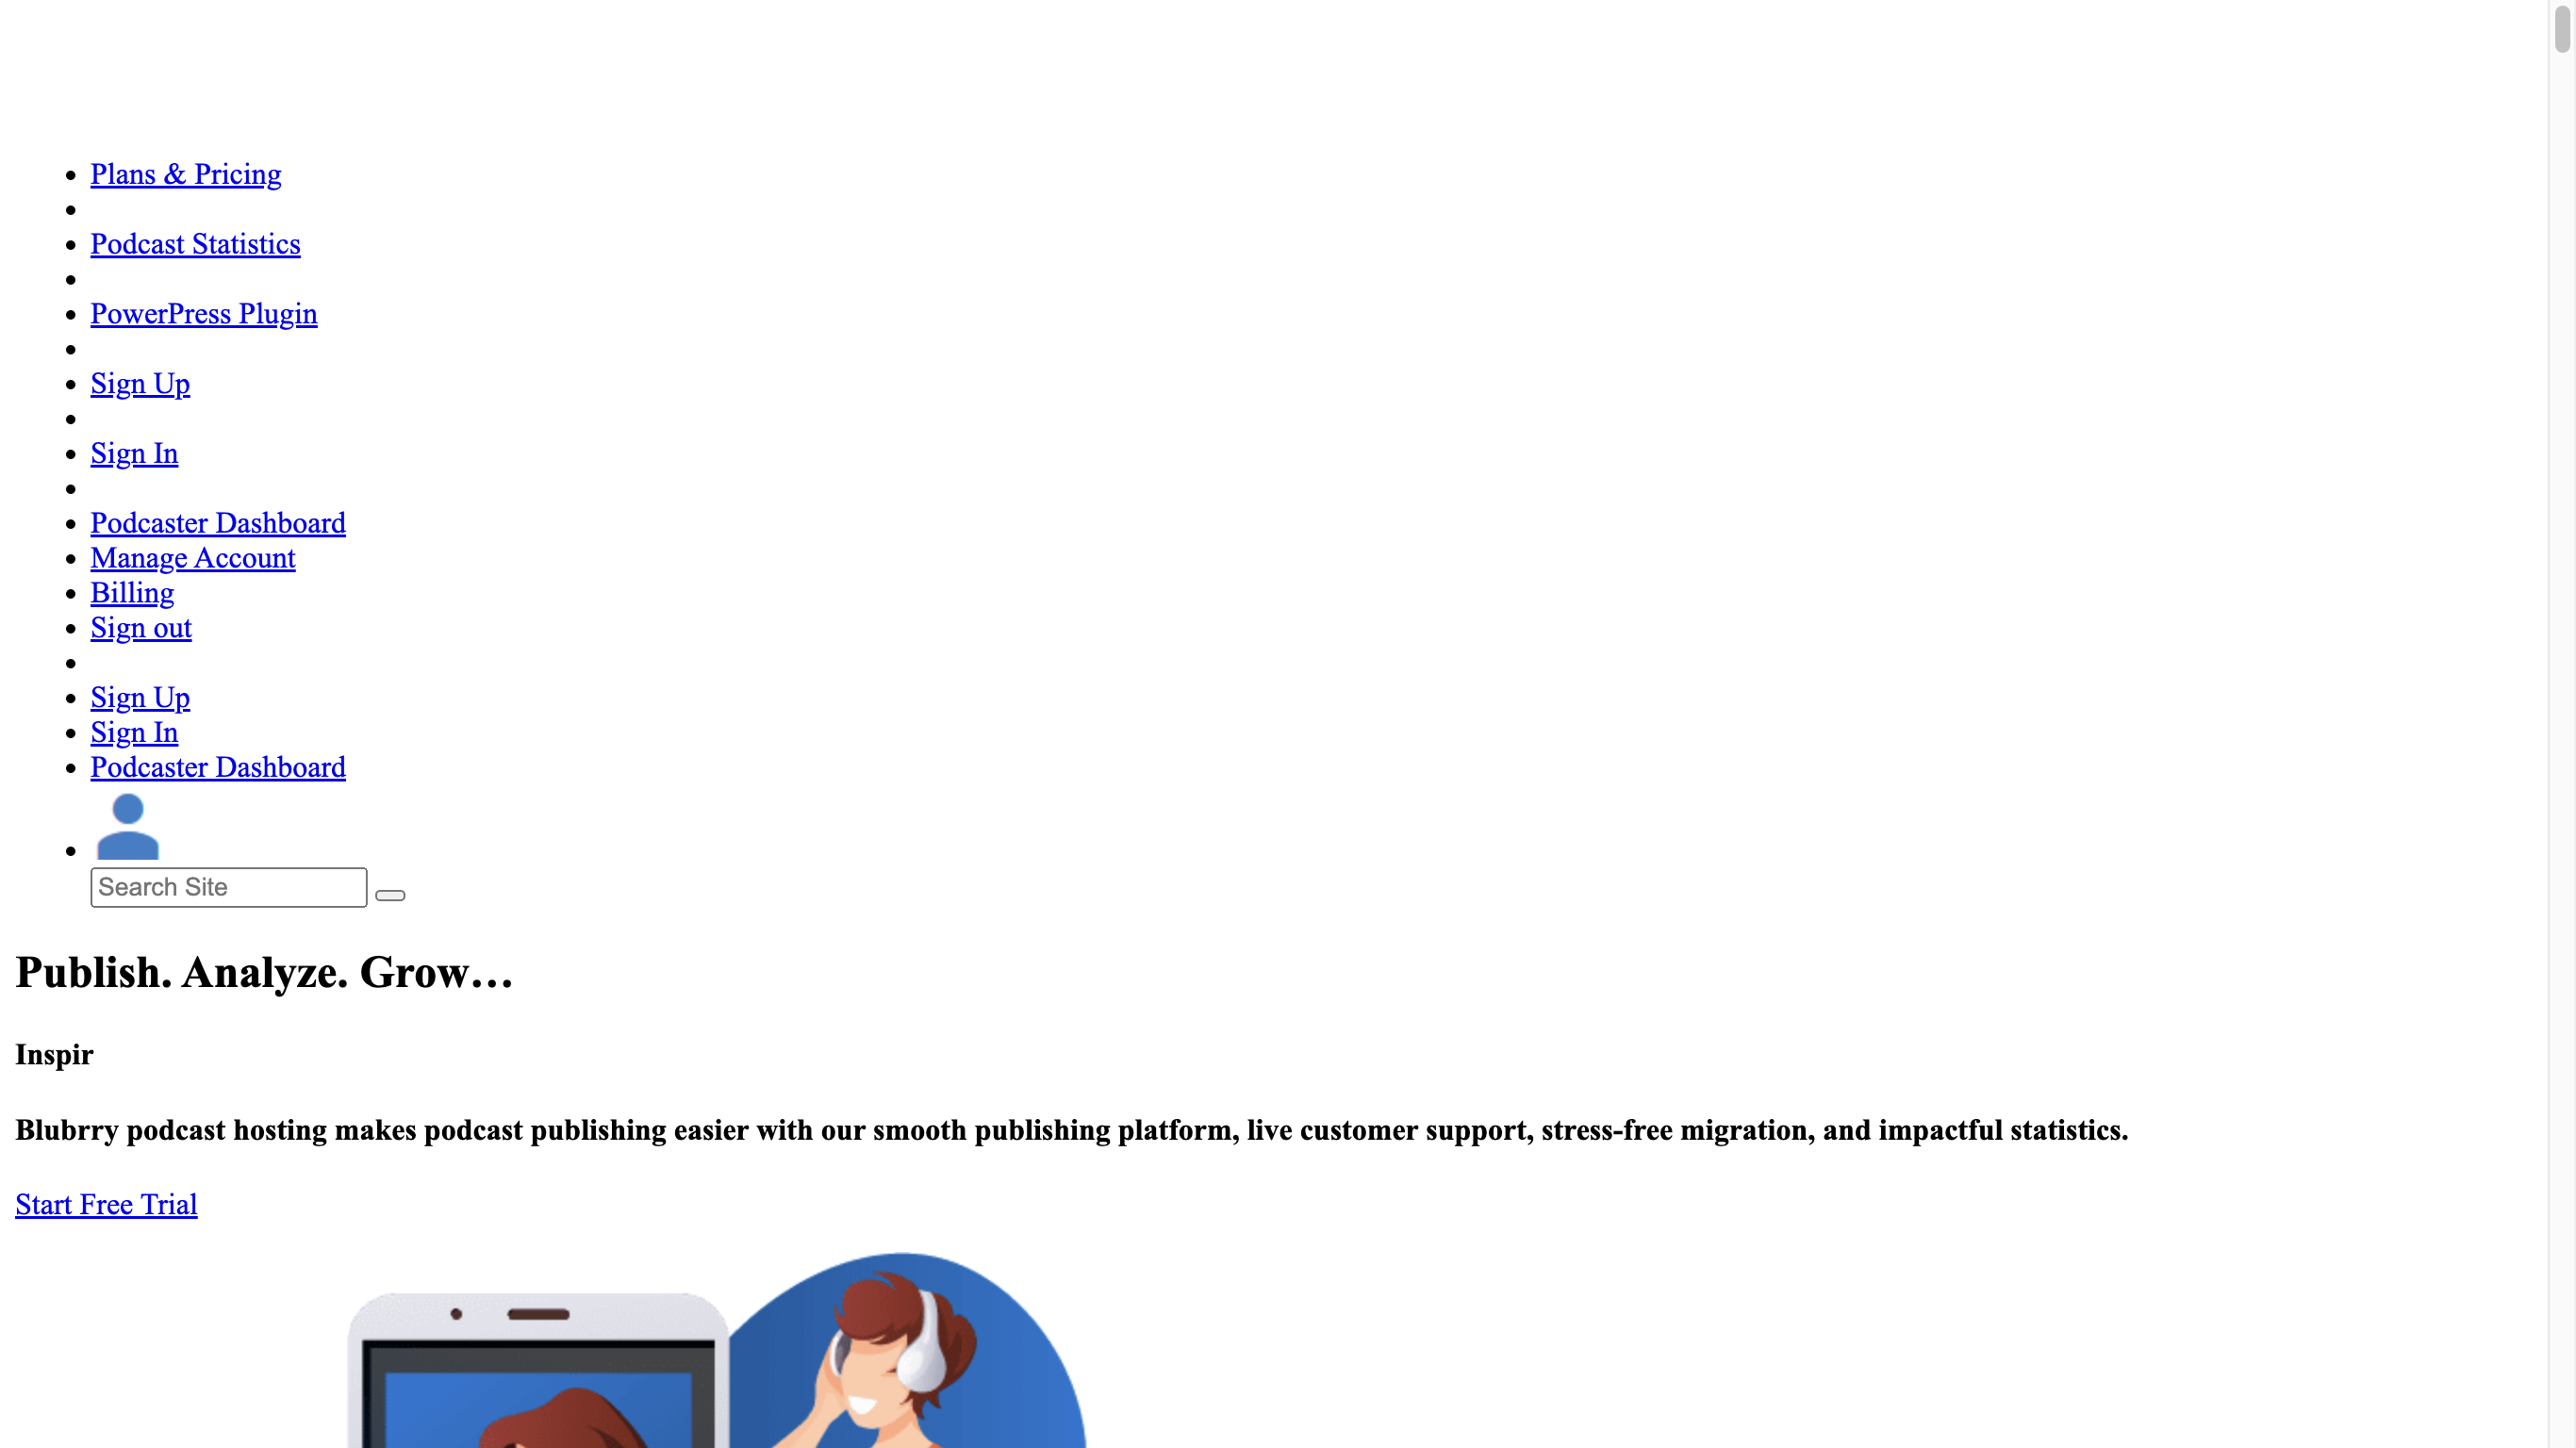 Plans & Pricing
Podcast Statistics
PowerPress Plugin
Sign Up
Sign In
Podcaster Dashboard
Manage Account
Billing
Sign out
Sign Up
Sign In
Podcaster Dashboard
Search Site
Publish. Analyze. Grow…
Inspir
Blubrry podcast hosting makes podcast publishing easier with our smooth publishing platform, live customer support, stress-free migration, and impactful statistics.
Start Free Trial